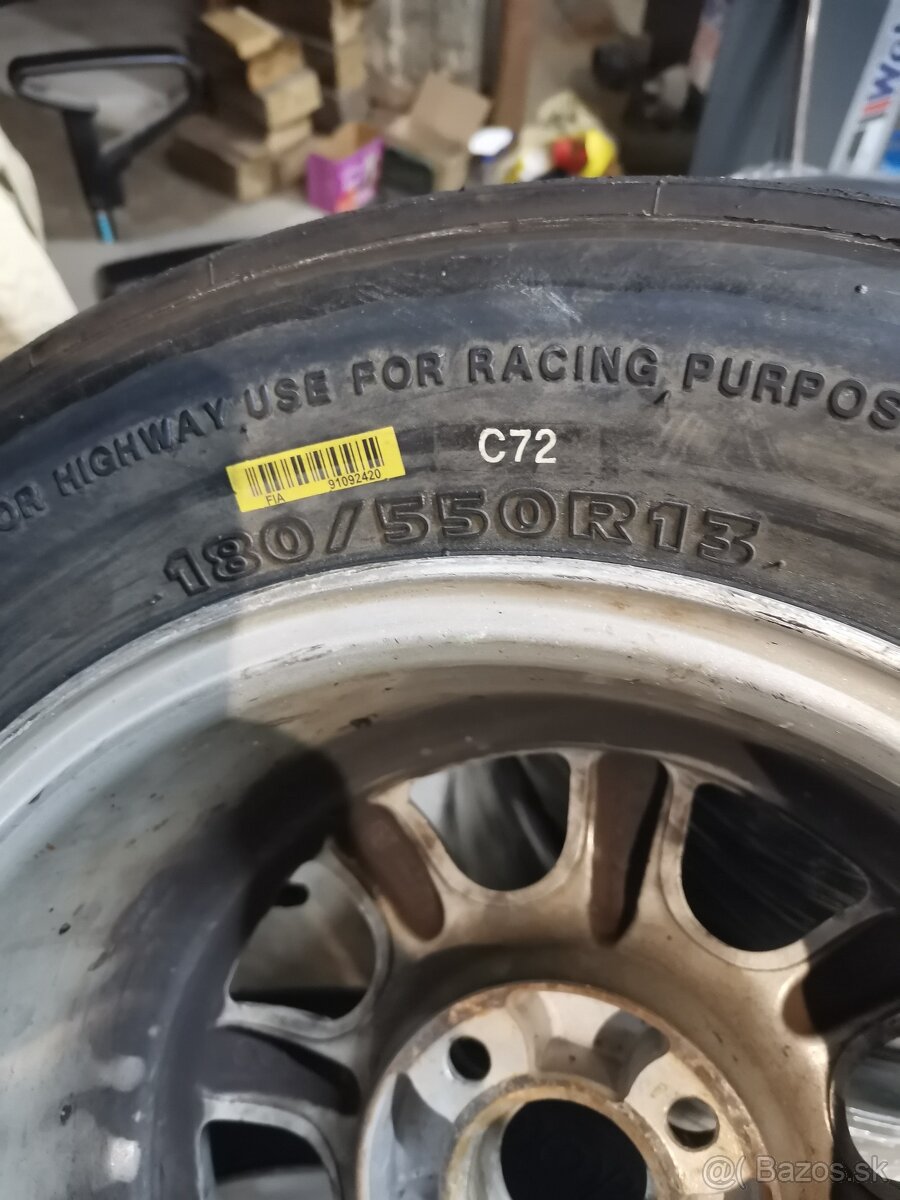 OR HIGHWAY USE FOR RACING PURPOS
C72
FIA 91092420
180/550R13
@( Bazos.sk